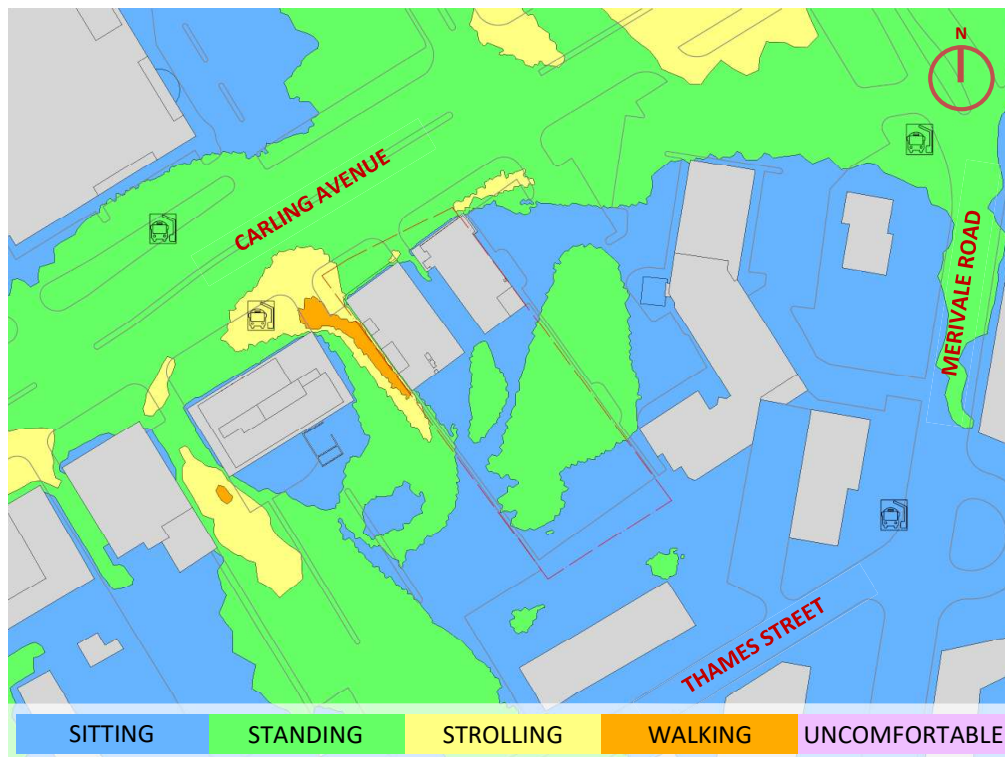 N
CARLING AVENUE
MERIVALE ROAD
THAMES STREET
SITTING
STANDING
STROLLING
WALKING
UNCOMFORTABLE